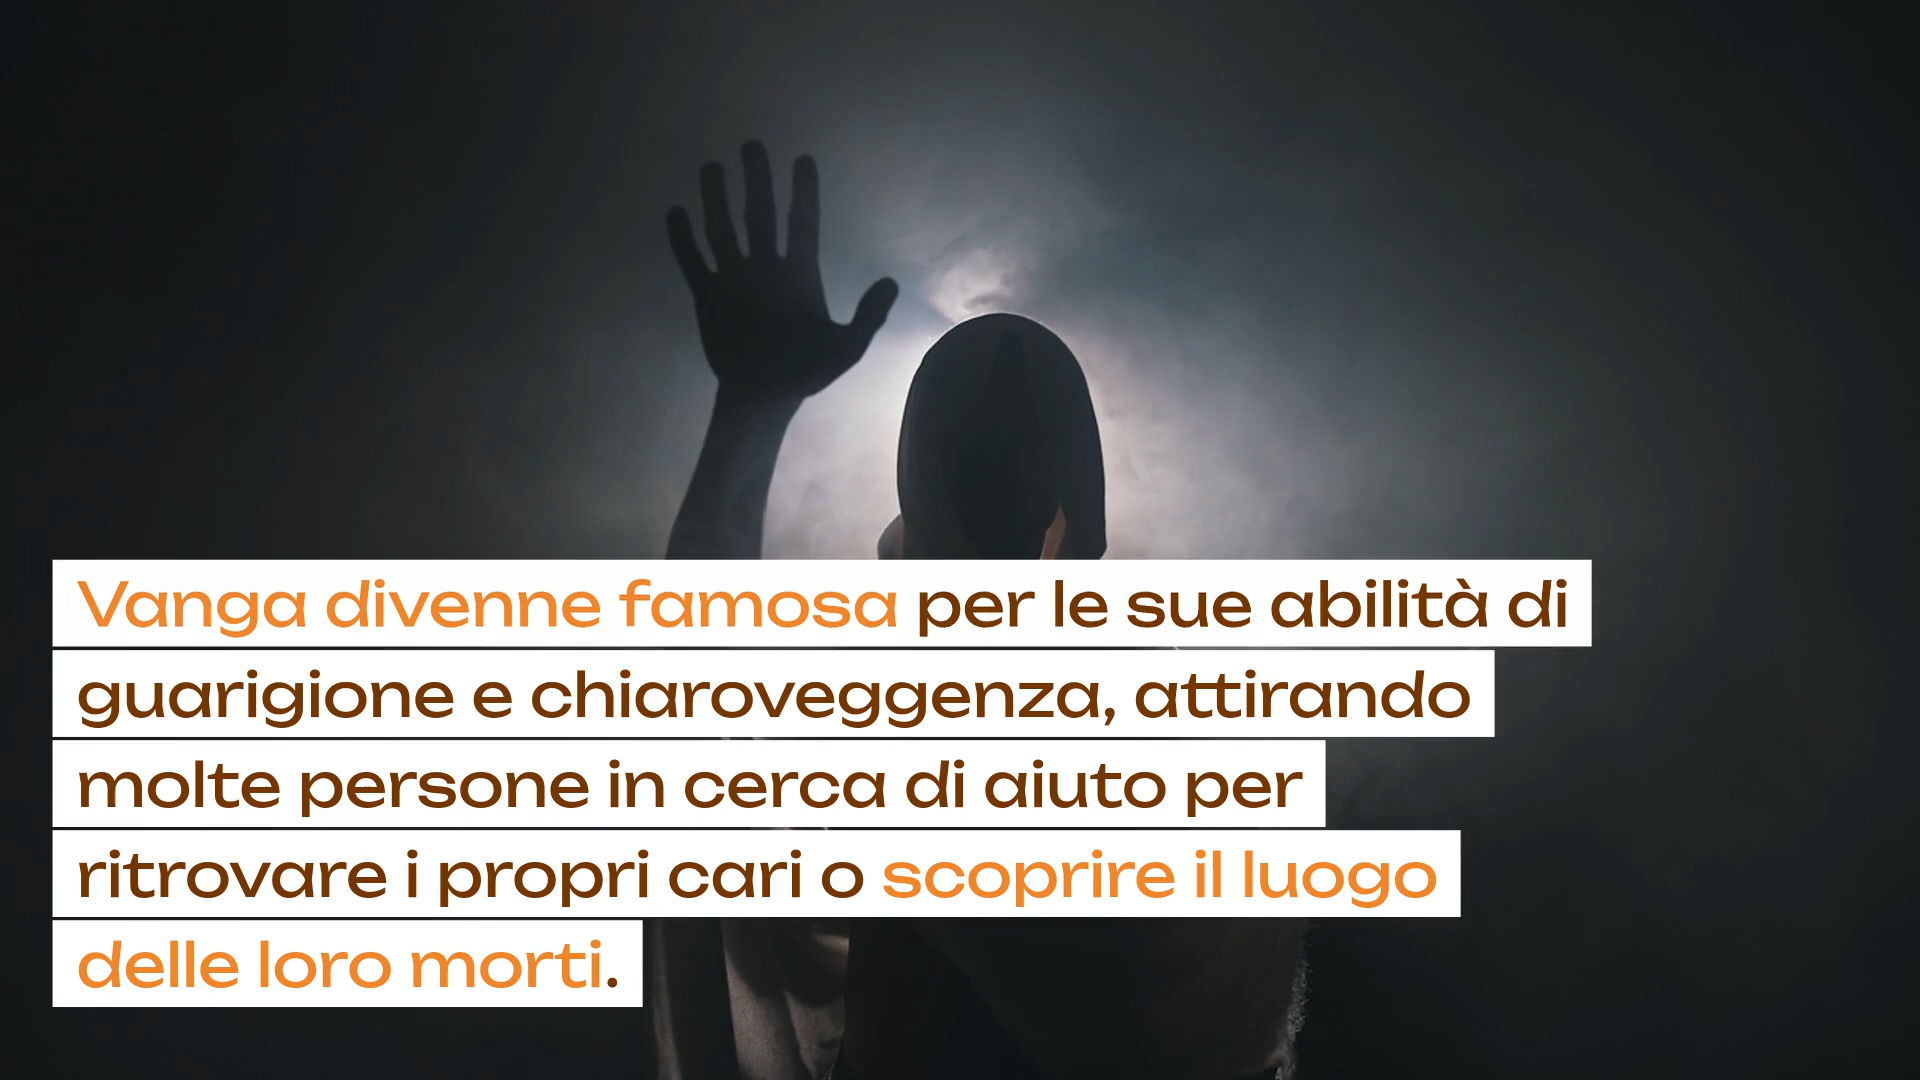 Vanga divenne famosa per le sue abilità di
guarigione e chiaroveggenza, attirando
molte persone in cerca di aiuto per
ritrovare i propri cari o scoprire il luogo
delle loro morti.